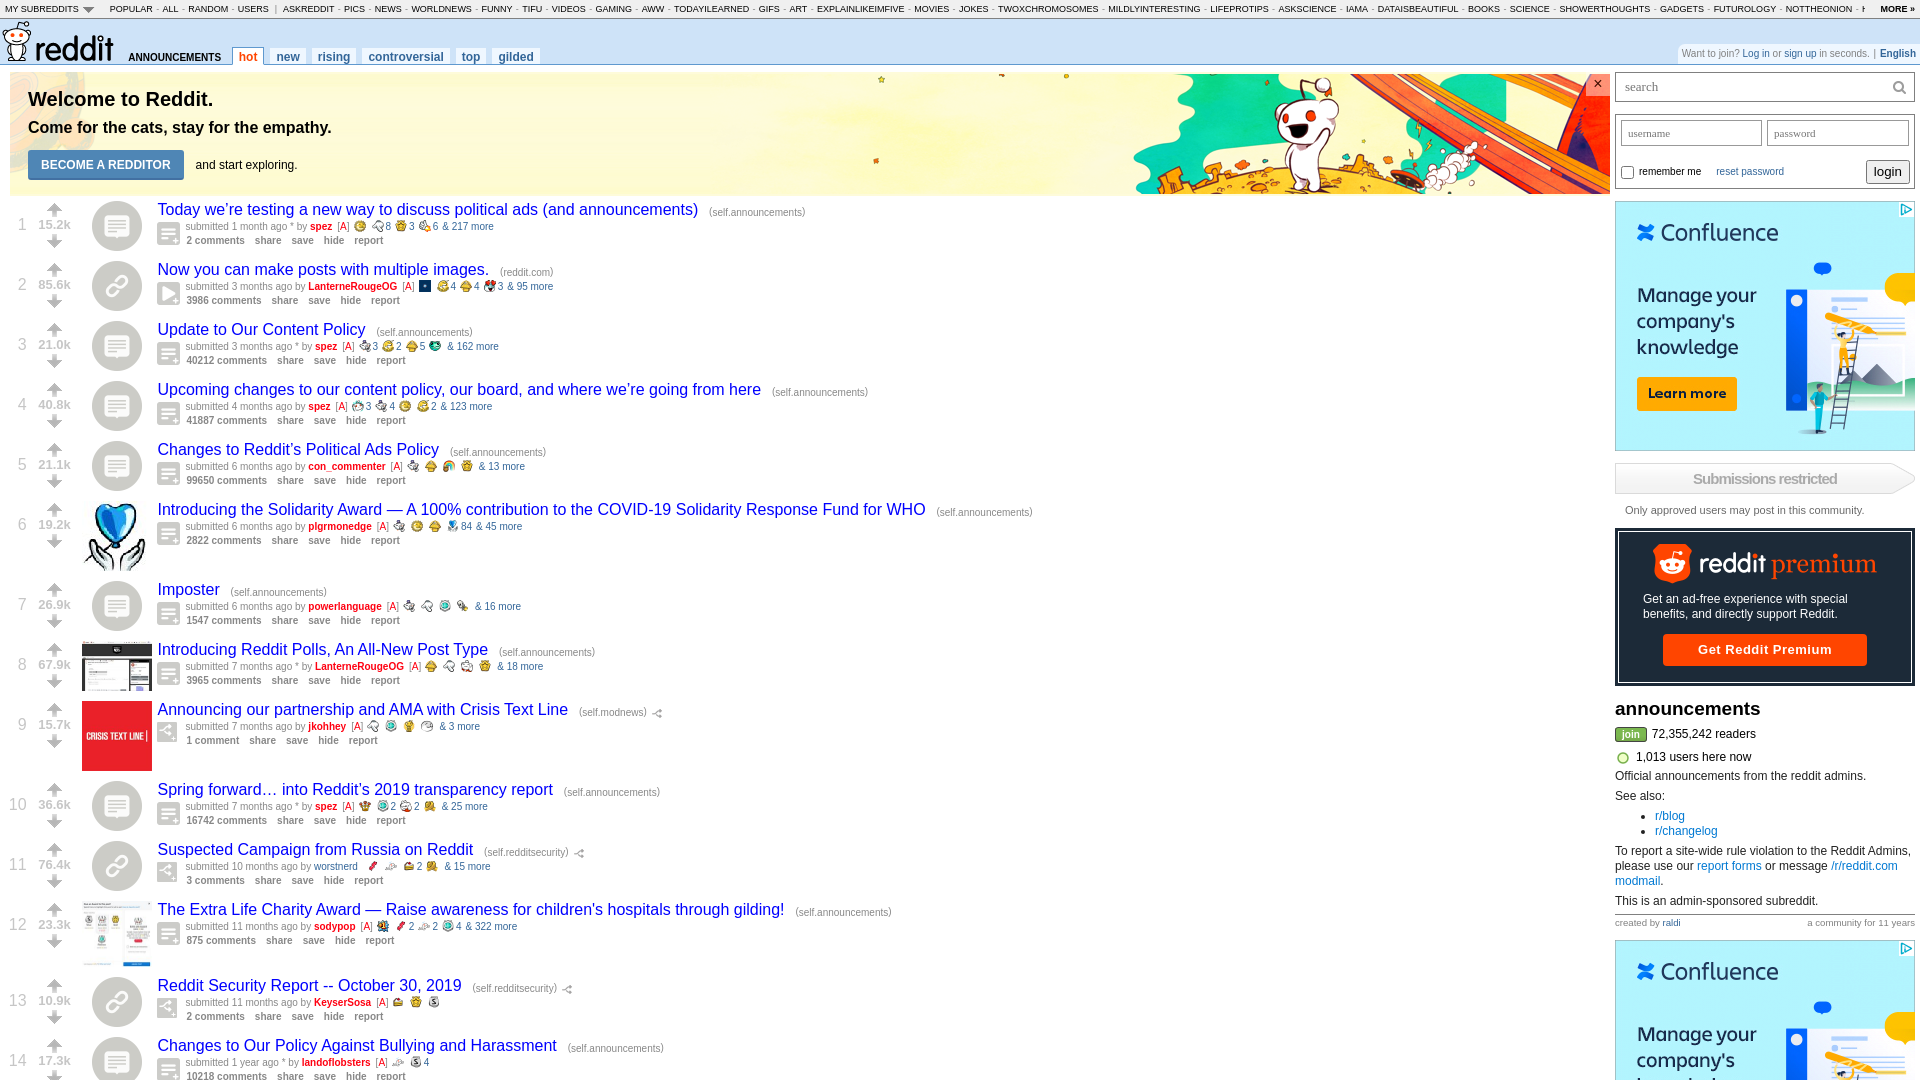 MY SUBREDDITS POPULAR - ALL - RANDOM - USERS | ASKREDDIT - PICS - NEWS - WORLDNEWS - FUNNY - TIFU - VIDEOS - GAMING - AWW - TODAYILEARNED - GIFS - ART - EXPLAINLIKEIMFIVE - MOVIES - JOKES - TWOXCHROMOSOMES - MILDLYINTERESTING - LIFEPROTIPS - ASKSCIENCE - IAMA - DATAISBEAUTIFUL - BOOKS - SCIENCE - SHOWERTHOUGHTS - GADGETS - FUTUROLOGY - NOTTHEONION - MORE »
reddit ANNOUNCEMENTS hot new rising controversial top gilded
Want to join? Log in or sign up in seconds. | English
Welcome to Reddit.
Come for the cats, stay for the empathy.
BECOME A REDDITOR and start exploring.
×
1 15.2k
Today we’re testing a new way to discuss political ads (and announcements) (self.announcements)
submitted 1 month ago * by spez [A] 8 3 6 & 217 more
2 comments share save hide report
2 85.6k
Now you can make posts with multiple images. (reddit.com)
submitted 3 months ago by LanterneRougeOG [A] 4 4 3 & 95 more
3986 comments share save hide report
3 21.0k
Update to Our Content Policy (self.announcements)
submitted 3 months ago * by spez [A] 3 2 5 & 162 more
40212 comments share save hide report
4 40.8k
Upcoming changes to our content policy, our board, and where we’re going from here (self.announcements)
submitted 4 months ago by spez [A] 3 4 2 & 123 more
41887 comments share save hide report
5 21.1k
Changes to Reddit’s Political Ads Policy (self.announcements)
submitted 6 months ago by con_commenter [A] & 13 more
99650 comments share save hide report
6 19.2k
Introducing the Solidarity Award — A 100% contribution to the COVID-19 Solidarity Response Fund for WHO (self.announcements)
submitted 6 months ago by plgrmonedge [A] 84 & 45 more
2822 comments share save hide report
7 26.9k
Imposter (self.announcements)
submitted 6 months ago by powerlanguage [A] & 16 more
1547 comments share save hide report
8 67.9k
Introducing Reddit Polls, An All-New Post Type (self.announcements)
submitted 7 months ago * by LanterneRougeOG [A] & 18 more
3965 comments share save hide report
9 15.7k
CRISIS TEXT LINE |
Announcing our partnership and AMA with Crisis Text Line (self.modnews)
submitted 7 months ago by jkohhey [A] & 3 more
1 comment share save hide report
10 36.6k
Spring forward… into Reddit’s 2019 transparency report (self.announcements)
submitted 7 months ago * by spez [A] 2 2 & 25 more
16742 comments share save hide report
11 76.4k
Suspected Campaign from Russia on Reddit (self.redditsecurity)
submitted 10 months ago by worstnerd 2 & 15 more
3 comments share save hide report
12 23.3k
The Extra Life Charity Award — Raise awareness for children's hospitals through gilding! (self.announcements)
submitted 11 months ago by sodypop [A] 2 2 4 & 322 more
875 comments share save hide report
13 10.9k
Reddit Security Report -- October 30, 2019 (self.redditsecurity)
submitted 11 months ago by KeyserSosa [A]
2 comments share save hide report
14 17.3k
Changes to Our Policy Against Bullying and Harassment (self.announcements)
submitted 1 year ago * by landoflobsters [A] 4
10218 comments share save hide report
search
username password
remember me reset password login
Confluence
Manage your
company's
knowledge
Learn more
Submissions restricted
Only approved users may post in this community.
reddit premium
Get an ad-free experience with special
benefits, and directly support Reddit.
Get Reddit Premium
announcements
join 72,355,242 readers
1,013 users here now
Official announcements from the reddit admins.
See also:
• r/blog
• r/changelog
To report a site-wide rule violation to the Reddit Admins,
please use our report forms or message /r/reddit.com
modmail.
This is an admin-sponsored subreddit.
created by raldi a community for 11 years
Confluence
Manage your
company's